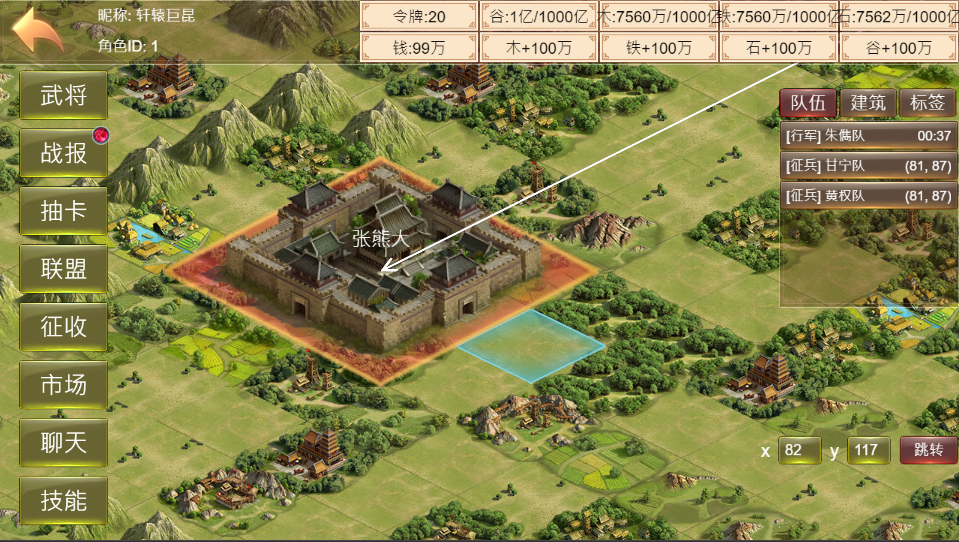 昵称: 轩辕巨昆
角色ID: 1
令牌:20
谷:1亿/1000亿
木:7560万/1000亿
铁:7560万/1000亿
石:7562万/1000亿
钱:99万
木+100万
铁+100万
石+100万
谷+100万
武将
战报
抽卡
联盟
征收
市场
聊天
技能
张熊大
队伍
建筑
标签
[行军] 朱儁队 00:37
[征兵] 甘宁队 (81, 87)
[征兵] 黄权队 (81, 87)
x 82 y 117 跳转